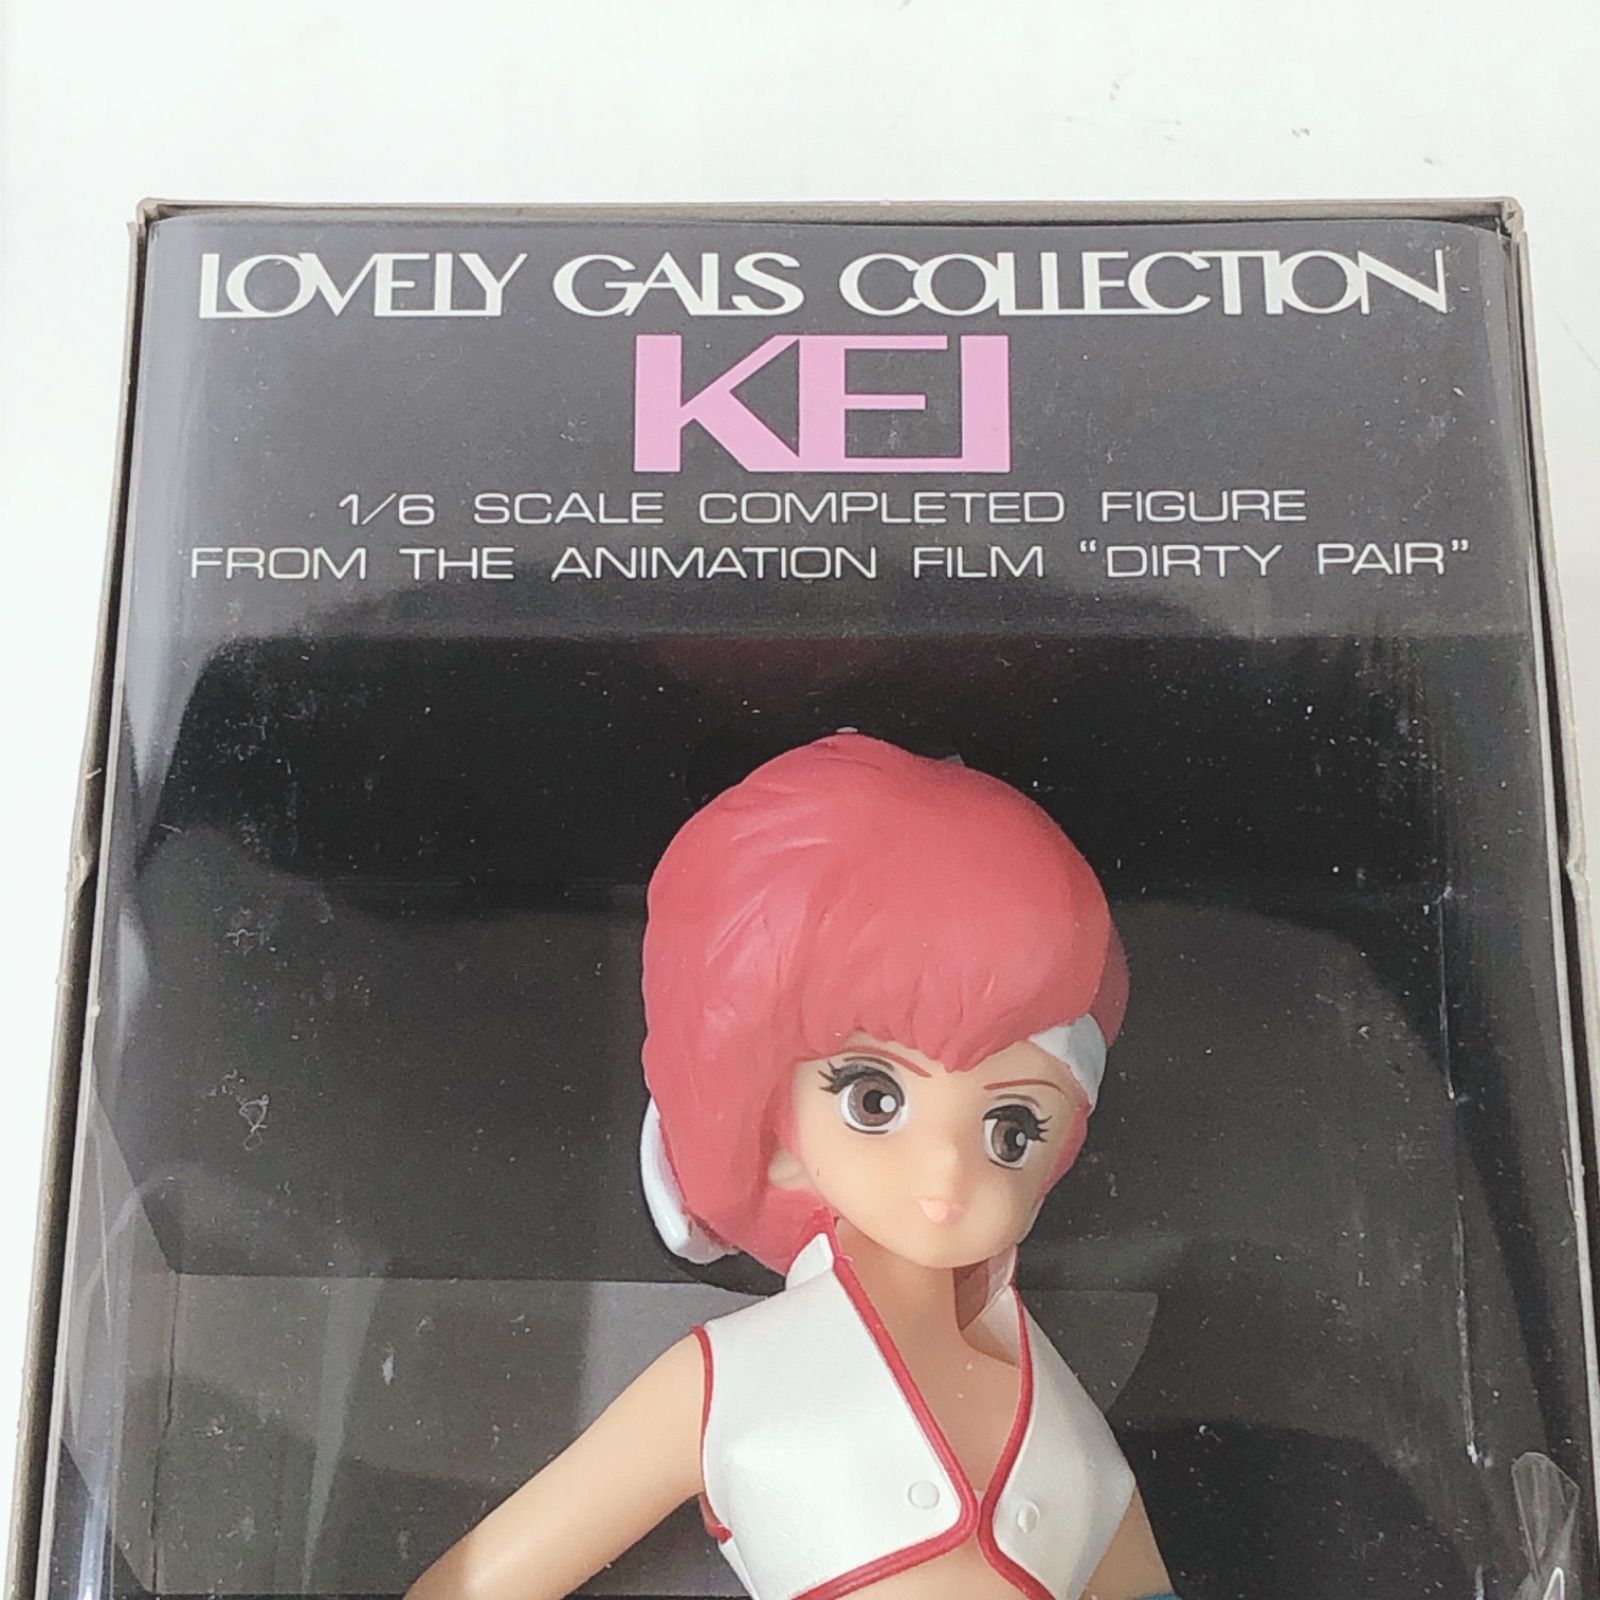 LOVELY GALS COLLECTION
KEI
1/6 SCALE COMPLETED FIGURE
FROM THE ANIMATION FILM “DIRTY PAIR”